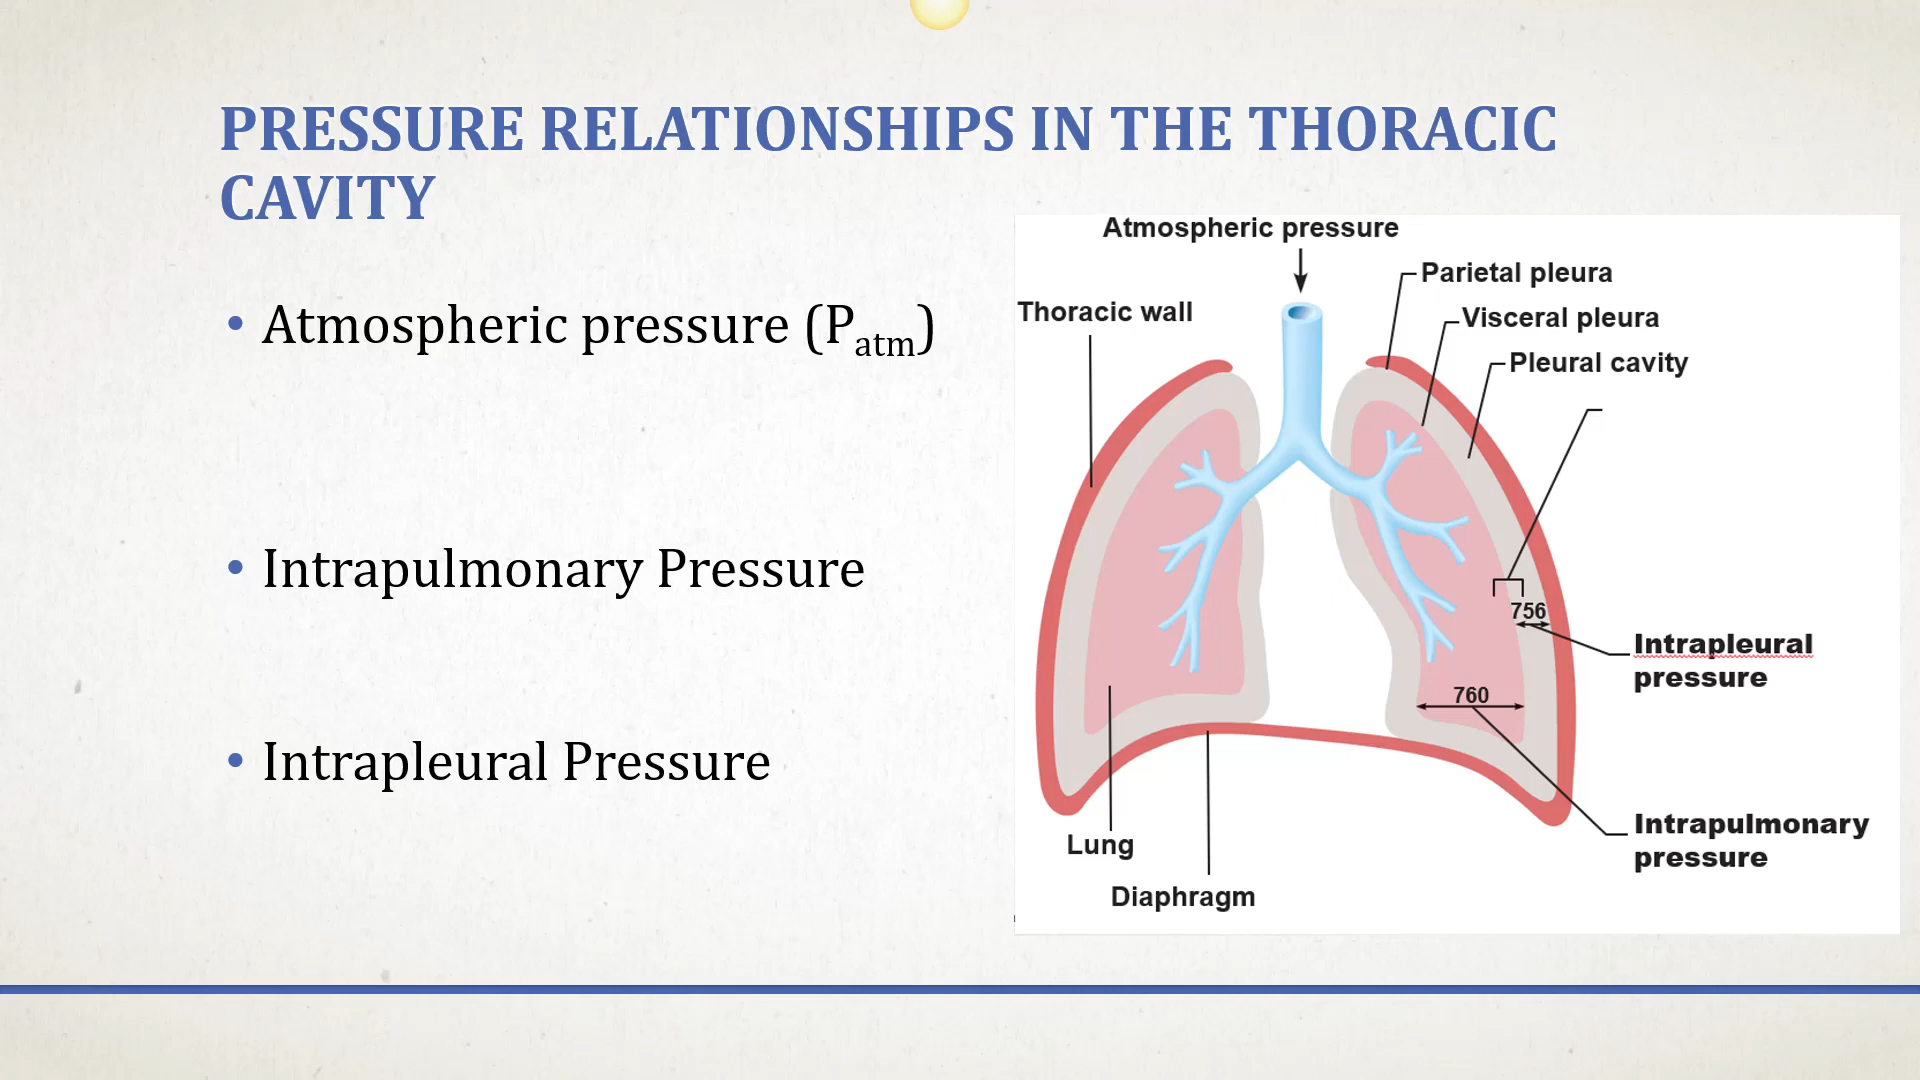 PRESSURE RELATIONSHIPS IN THE THORACIC
CAVITY
• Atmospheric pressure (Patm)
• Intrapulmonary Pressure
• Intrapleural Pressure
Atmospheric pressure
Parietal pleura
Thoracic wall
Visceral pleura
Pleural cavity
756
Intrapleural
pressure
760
Intrapulmonary
pressure
Lung
Diaphragm